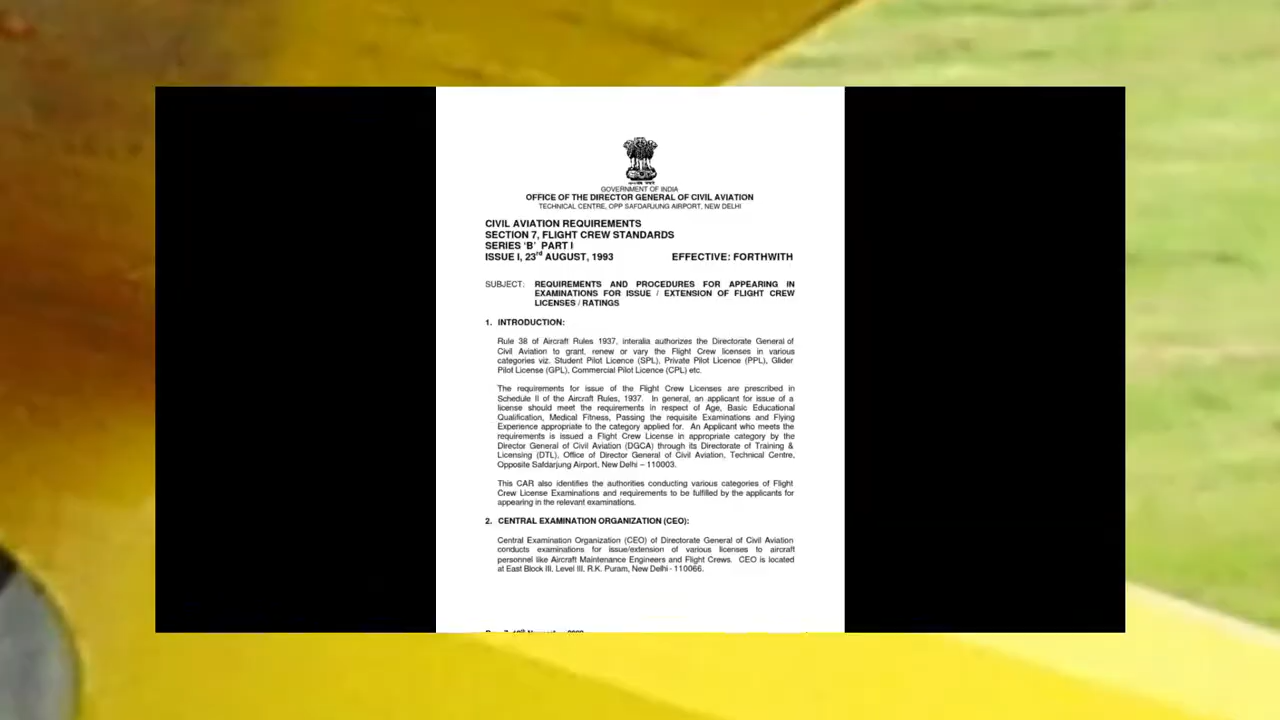 GOVERNMENT OF INDIA
OFFICE OF THE DIRECTOR GENERAL OF CIVIL AVIATION
TECHNICAL CENTRE, OPP SAFDARJUNG AIRPORT, NEW DELHI
CIVIL AVIATION REQUIREMENTS
SECTION 7, FLIGHT CREW STANDARDS
SERIES 'B' PART I
ISSUE I, 23rd AUGUST, 1993 EFFECTIVE: FORTHWITH
SUBJECT: REQUIREMENTS AND PROCEDURES FOR APPEARING IN
EXAMINATIONS FOR ISSUE / EXTENSION OF FLIGHT CREW
LICENSES / RATINGS
1. INTRODUCTION:
Rule 38 of Aircraft Rules 1937, interalia authorizes the Directorate General of
Civil Aviation to grant, renew or vary the Flight Crew licenses in various
categories viz. Student Pilot Licence (SPL), Private Pilot Licence (PPL), Glider
Pilot License (GPL), Commercial Pilot Licence (CPL) etc.
The requirements for issue of the Flight Crew Licenses are prescribed in
Schedule II of the Aircraft Rules, 1937. In general, an applicant for issue of a
license should meet the requirements in respect of Age, Basic Educational
Qualification, Medical Fitness, Passing the requisite Examinations and Flying
Experience appropriate to the category applied for. An Applicant who meets the
requirements is issued a Flight Crew License in appropriate category by the
Director General of Civil Aviation (DGCA) through its Directorate of Training &
Licensing (DTL), Office of Director General of Civil Aviation, Technical Centre,
Opposite Safdarjung Airport, New Delhi – 110003.
This CAR also identifies the authorities conducting various categories of Flight
Crew License Examinations and requirements to be fulfilled by the applicants for
appearing in the relevant examinations.
2. CENTRAL EXAMINATION ORGANIZATION (CEO):
Central Examination Organization (CEO) of Directorate General of Civil Aviation
conducts examinations for issue/extension of various licenses to aircraft
personnel like Aircraft Maintenance Engineers and Flight Crews. CEO is located
at East Block III, Level III, R.K. Puram, New Delhi - 110066.